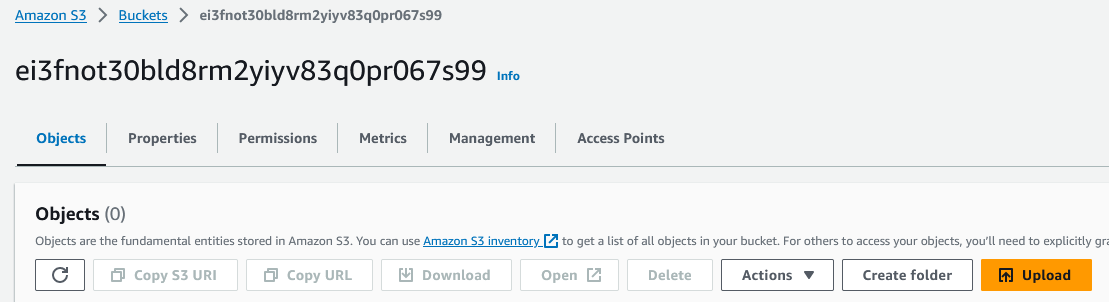 Amazon S3 > Buckets > ei3fnot30bld8rm2yiyv83q0pr067s99
ei3fnot30bld8rm2yiyv83q0pr067s99 Info
Objects Properties Permissions Metrics Management Access Points
Objects (0)
Objects are the fundamental entities stored in Amazon S3. You can use Amazon S3 inventory to get a list of all objects in your bucket. For others to access your objects, you'll need to explicitly
Copy S3 URI Copy URL Download Open Delete Actions Create folder Upload